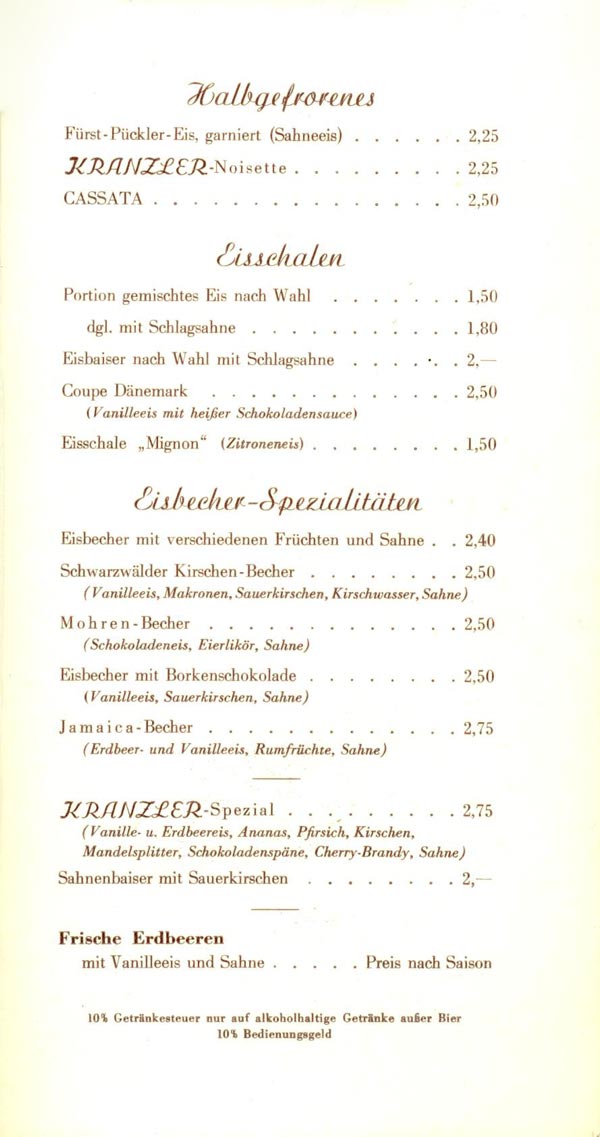 Halbgefrorenes
Fürst-Pückler-Eis, garniert (Sahneeis) . . . . . . 2,25
KRANZLER-Noisette . . . . . . . . . 2,25
CASSATA . . . . . . . . . . . . . . . . 2,50
Eisschalen
Portion gemischtes Eis nach Wahl . . . . . . . 1,50
dgl. mit Schlagsahne . . . . . . . . . . . 1,80
Eisbaiser nach Wahl mit Schlagsahne . . . . . . 2,—
Coupe Dänemark . . . . . . . . . . . . 2,50
(Vanilleeis mit heißer Schokoladensauce)
Eisschale „Mignon“ (Zitroneneis) . . . . . . . . 1,50
Eisbecher-Spezialitäten
Eisbecher mit verschiedenen Früchten und Sahne . . 2,40
Schwarzwälder Kirschen-Becher . . . . . . . . 2,50
(Vanilleeis, Makronen, Sauerkirschen, Kirschwasser, Sahne)
Mohren-Becher . . . . . . . . . . . . . 2,50
(Schokoladeneis, Eierlikör, Sahne)
Eisbecher mit Borkenschokolade . . . . . . . . 2,50
(Vanilleeis, Sauerkirschen, Sahne)
Jamaica-Becher . . . . . . . . . . . . . 2,75
(Erdbeer- und Vanilleeis, Rumfrüchte, Sahne)
KRANZLER-Spezial . . . . . . . . . 2,75
(Vanille- u. Erdbeereis, Ananas, Pfirsich, Kirschen,
Mandelsplitter, Schokoladenspäne, Cherry-Brandy, Sahne)
Sahnenbaiser mit Sauerkirschen . . . . . . . . 2,—
Frische Erdbeeren
mit Vanilleeis und Sahne . . . . . Preis nach Saison
10% Getränkesteuer nur auf alkoholhaltige Getränke außer Bier
10% Bedienungsgeld